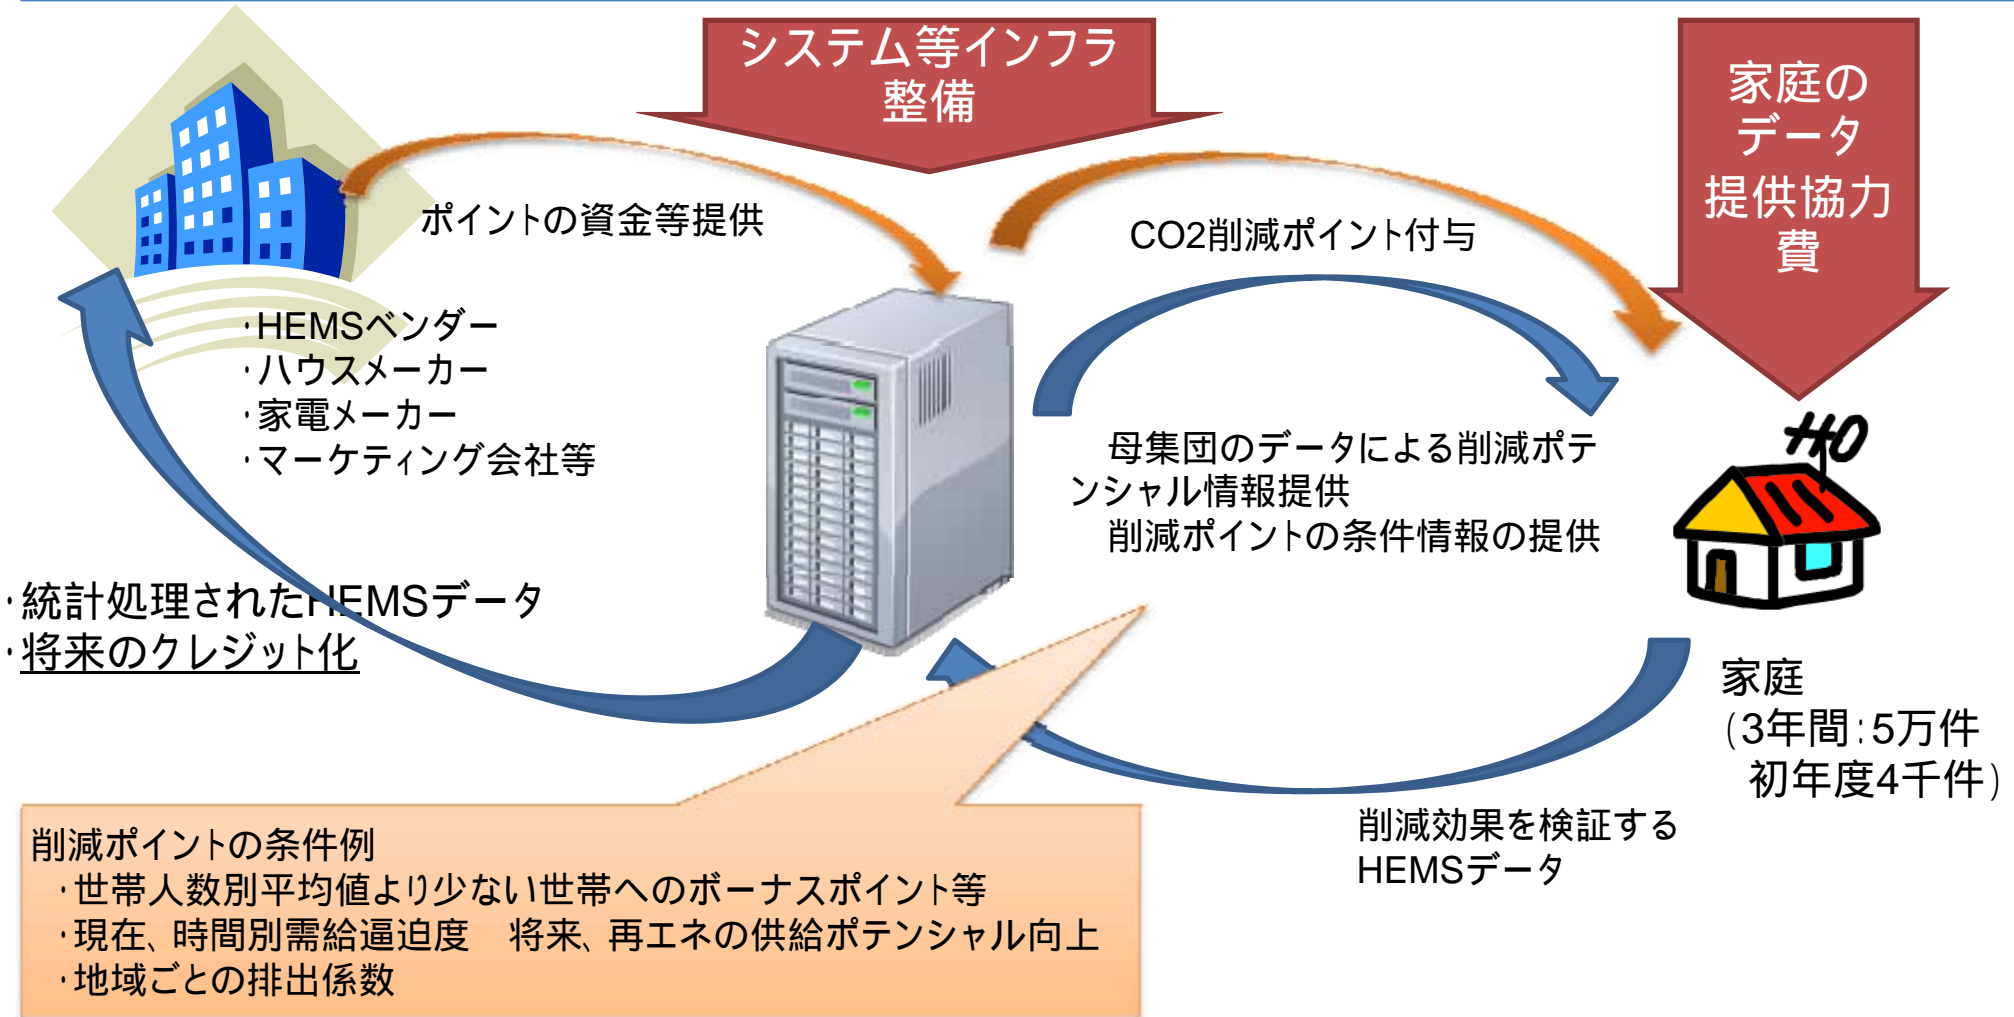 システム等インフラ
整備
家庭の
データ
提供協力
費
ポイントの資金等提供
CO2削減ポイント付与
・HEMSベンダー
・ハウスメーカー
・家電メーカー
・マーケティング会社等
母集団のデータによる削減ポテ
ンシャル情報提供
削減ポイントの条件情報の提供
・統計処理されたHEMSデータ
・将来のクレジット化
家庭
(3年間:5万件
初年度4千件)
削減効果を検証する
HEMSデータ
削減ポイントの条件例
・世帯人数別平均値より少ない世帯へのボーナスポイント等
・現在、時間別需給逼迫度　将来、再エネの供給ポテンシャル向上
・地域ごとの排出係数